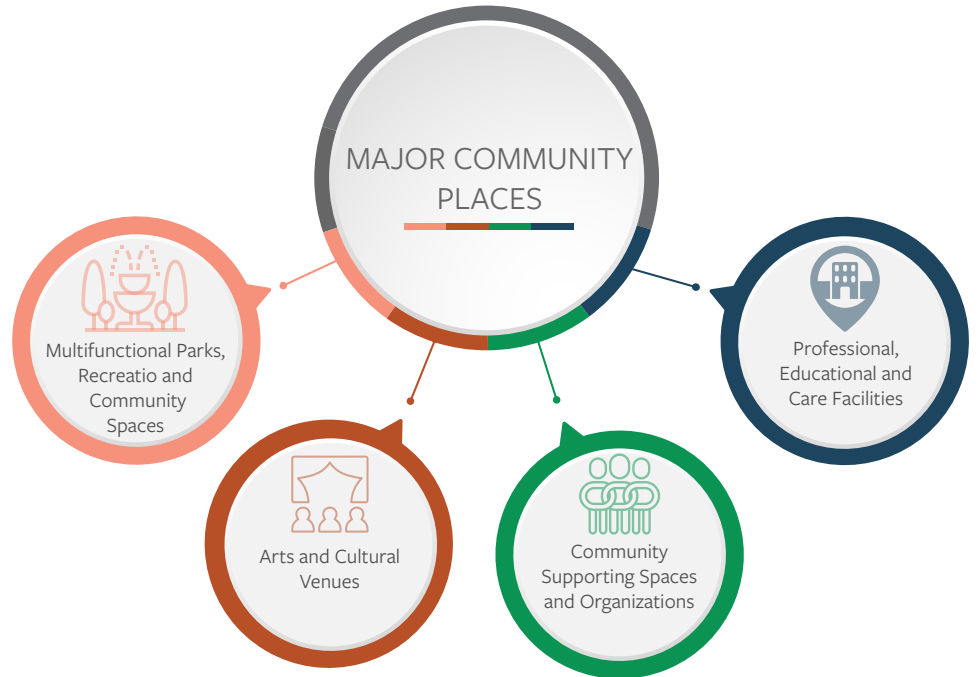 MAJOR COMMUNITY
PLACES
Multifunctional Parks,
Recreatio and
Community
Spaces
Arts and Cultural
Venues
Community
Supporting Spaces
and Organizations
Professional,
Educational and
Care Facilities